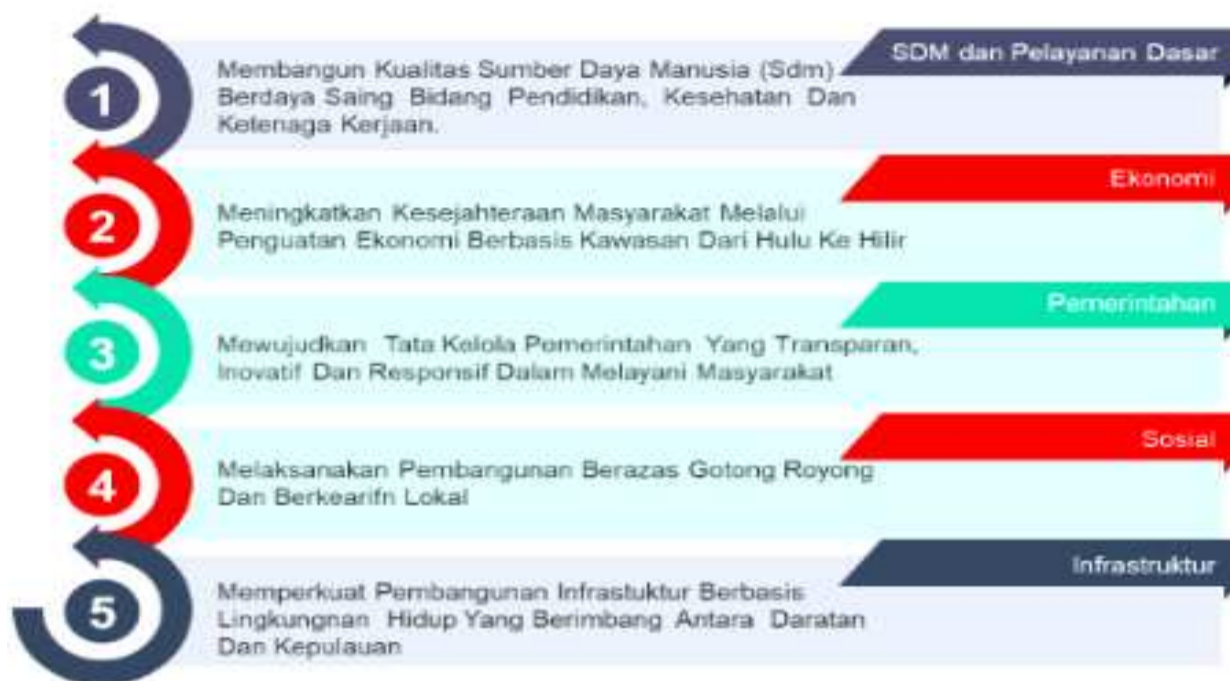 SDM dan Pelayanan Dasar
1
Membangun Kualitas Sumber Daya Manusia (Sdm)
Berdaya Saing Bidang Pendidikan, Kesehatan Dan
Ketenaga Kerjaan.
Ekonomi
2
Meningkatkan Kesejahteraan Masyarakat Melalui
Penguatan Ekonomi Berbasis Kawasan Dari Hulu Ke Hilir
Pemerintahan
3
Mewujudkan Tata Kelola Pemerintahan Yang Transparan,
Inovatif Dan Responsif Dalam Melayani Masyarakat
Sosial
4
Melaksanakan Pembangunan Berazas Gotong Royong
Dan Berkearifn Lokal
Infrastruktur
5
Memperkuat Pembangunan Infrastuktur Berbasis
Lingkungnan Hidup Yang Berimbang Antara Daratan
Dan Kepulauan